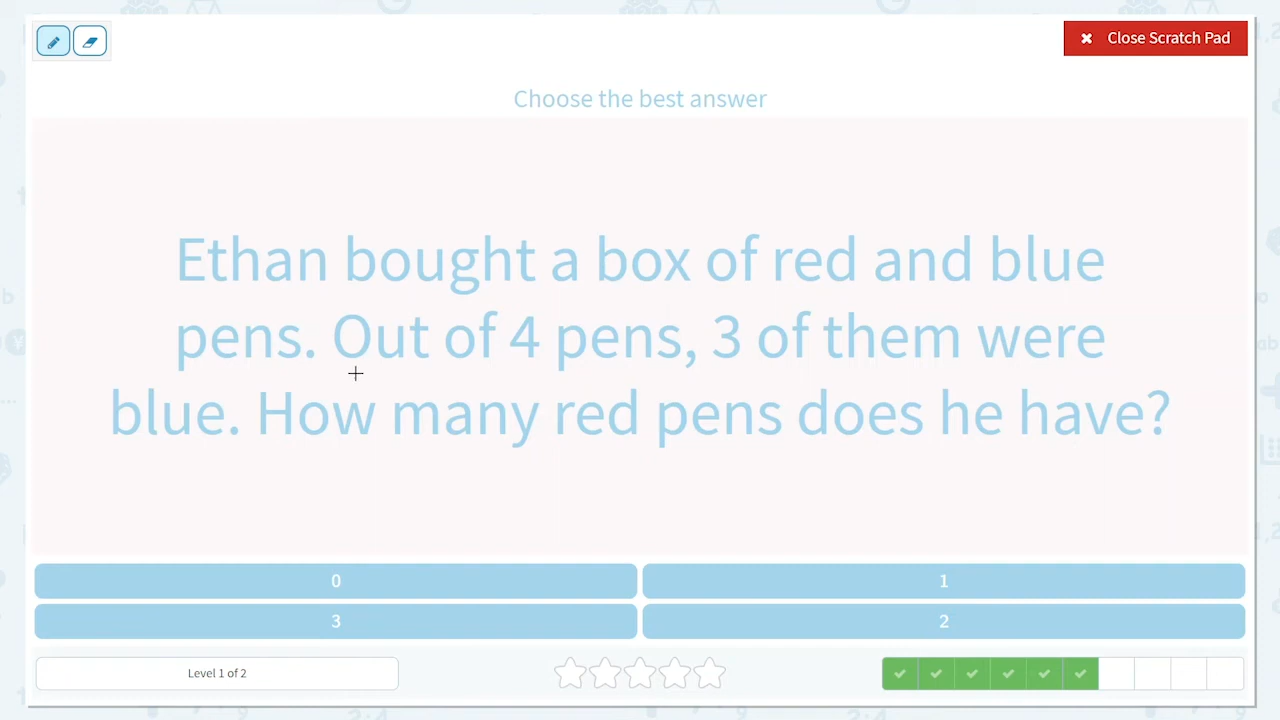 Close Scratch Pad
Choose the best answer
Ethan bought a box of red and blue
pens. Out of 4 pens, 3 of them were
blue. How many red pens does he have?
0
1
3
2
Level 1 of 2